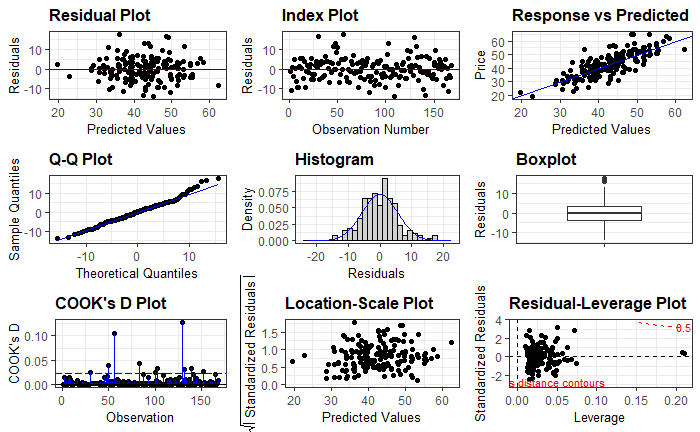 Residual Plot
Residuals
10
0
-10
20
30
40
50
60
Predicted Values
Index Plot
Residuals
10
0
-10
0
50
100
150
Observation Number
Response vs Predicted
Price
60
50
40
30
20
20
30
40
50
60
Predicted Values
Q-Q Plot
Sample Quantiles
10
0
-10
-10
0
10
Theoretical Quantiles
Histogram
Density
0.075
0.050
0.025
0.000
-20
-10
0
10
20
Residuals
Boxplot
Residuals
10
0
-10
COOK's D Plot
COOK's D
0.10
0.05
0.00
0
50
100
150
Observation
Location-Scale Plot
√|Standardized Residuals|
1.5
1.0
0.5
0.0
20
30
40
50
60
Predicted Values
Residual-Leverage Plot
Standardized Residuals
4
2
0
-2
0.5
s distance contours
0.00
0.05
0.10
0.15
0.20
Leverage